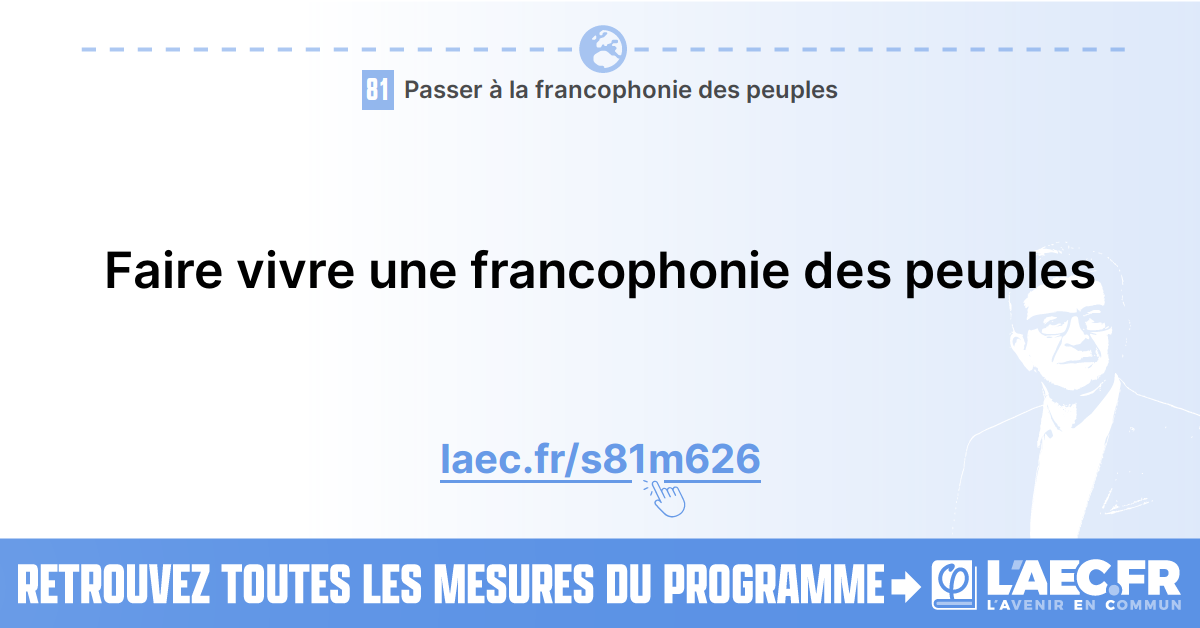 81 Passer à la francophonie des peuples
Faire vivre une francophonie des peuples
laec.fr/s81m626
RETROUVEZ TOUTES LES MESURES DU PROGRAMME
L'AEC.FR
L'AVENIR EN COMMUN